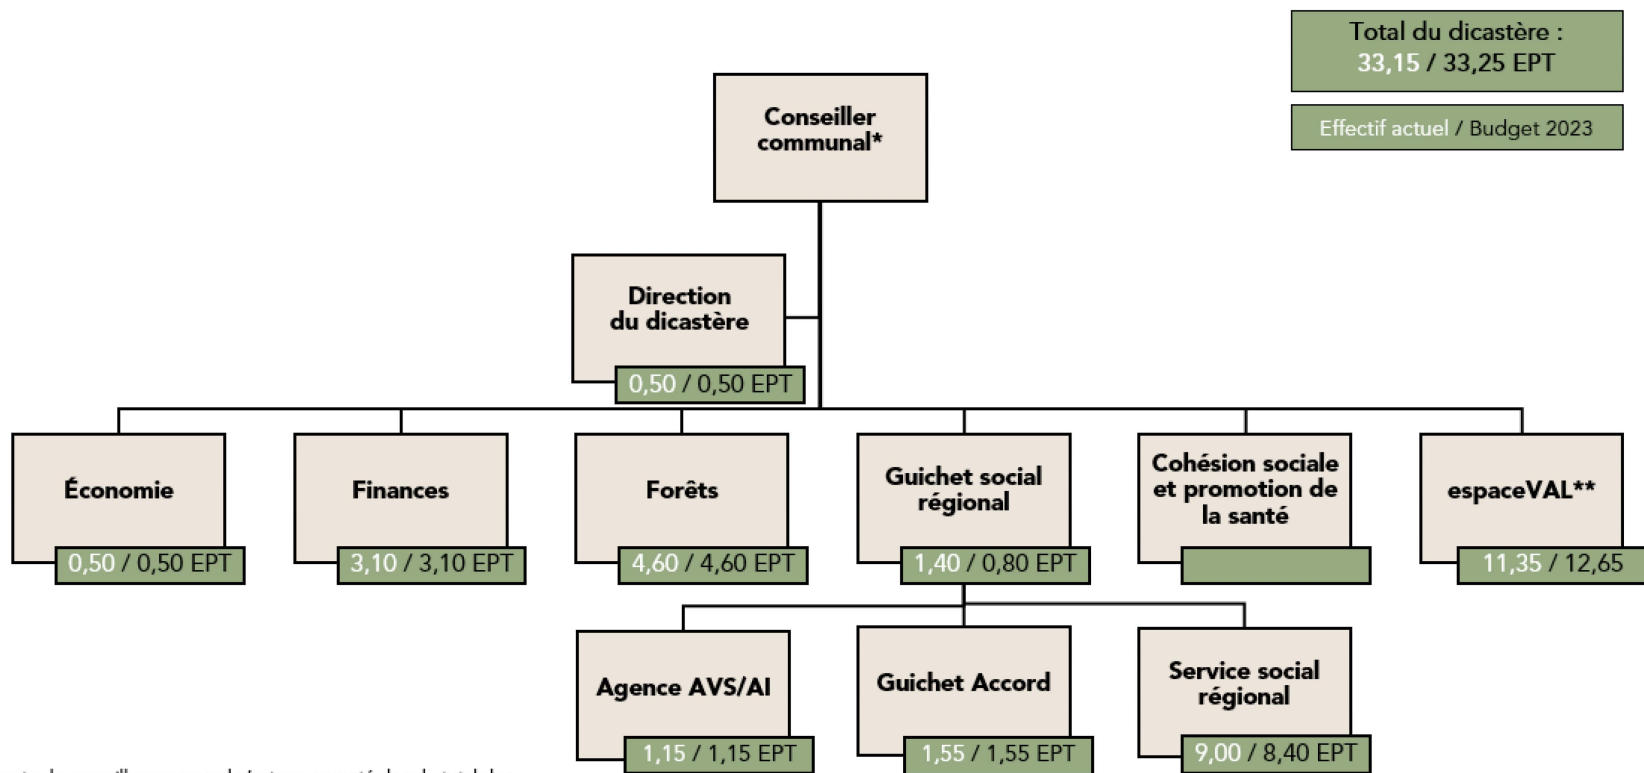 Total du dicastère :
33,15 / 33,25 EPT
Effectif actuel / Budget 2023
Conseiller
communal*
Direction
du dicastère
0,50 / 0,50 EPT
Économie
0,50 / 0,50 EPT
Finances
3,10 / 3,10 EPT
Forêts
4,60 / 4,60 EPT
Guichet social
régional
1,40 / 0,80 EPT
Cohésion sociale
et promotion de
la santé
espaceVAL**
11,35 / 12,65
Agence AVS/AI
1,15 / 1,15 EPT
Guichet Accord
1,55 / 1,55 EPT
Service social
régional
9,00 / 8,40 EPT